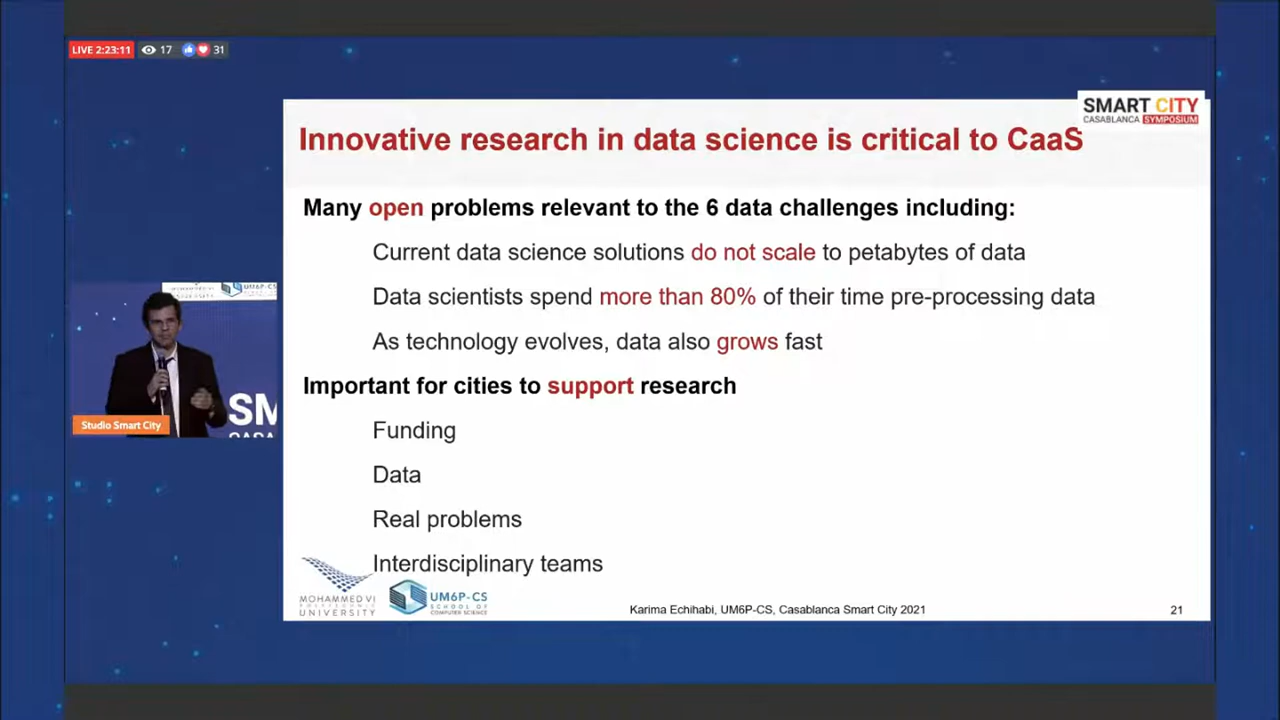 LIVE 2:23:11
17
31
SMART CITY
CASABLANCA SYMPOSIUM
Innovative research in data science is critical to CaaS
Many open problems relevant to the 6 data challenges including:
Current data science solutions do not scale to petabytes of data
Data scientists spend more than 80% of their time pre-processing data
As technology evolves, data also grows fast
Important for cities to support research
Funding
Data
Real problems
Interdisciplinary teams
UM6P-CS
SM
Studio Smart City
MOHAMMED VI
POLYTECHNIC
UNIVERSITY
UM6P-CS
SCHOOL OF
COMPUTER SCIENCE
Karima Echihabi, UM6P-CS, Casablanca Smart City 2021
21